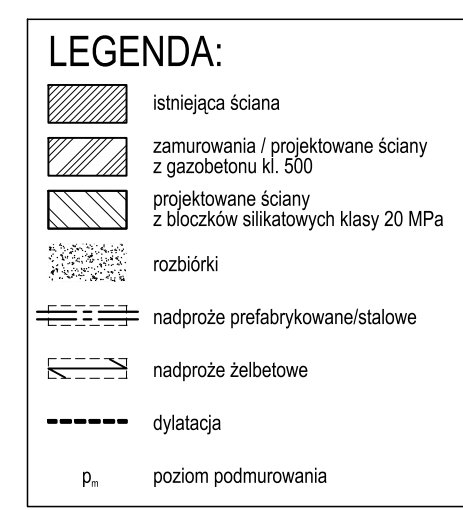 LEGENDA:
istniejąca ściana
zamurowania / projektowane ściany
z gazobetonu kl. 500
projektowane ściany
z bloczków silikatowych klasy 20 MPa
rozbiórki
nadproże prefabrykowane/stalowe
nadproże żelbetowe
dylatacja
pm poziom podmurowania